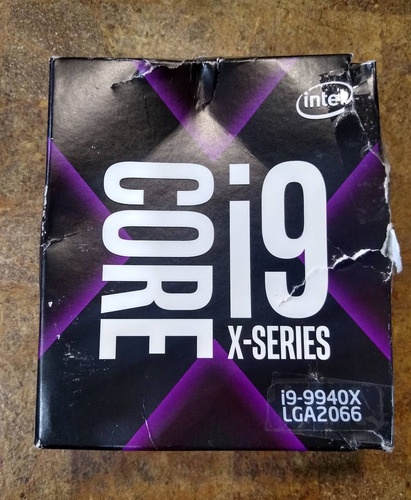 intel
CORE
i9
X-SERIES
i9-9940X
LGA2066